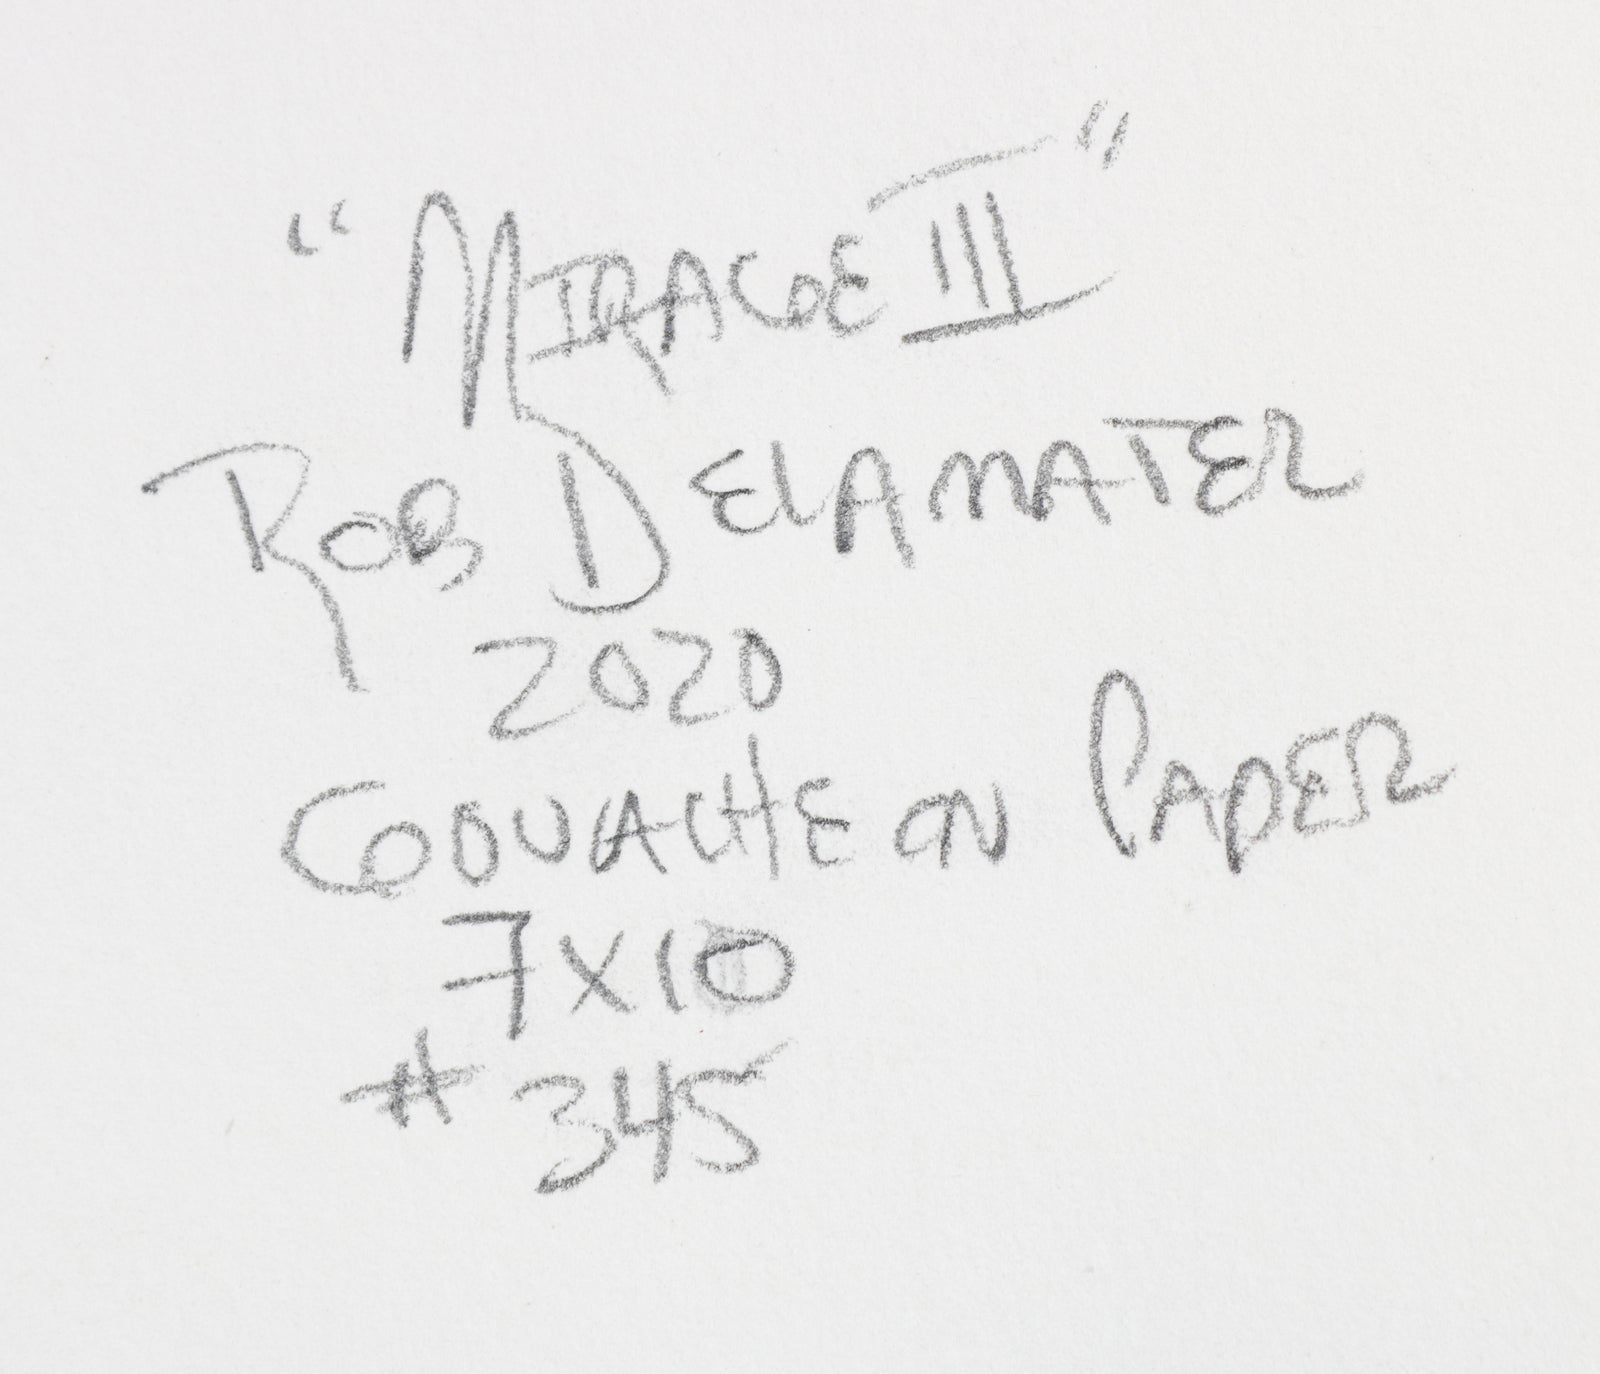 "MIRAGE III"
ROB DELAMATER
2020
GOUACHE ON PAPER
7X10
# 345